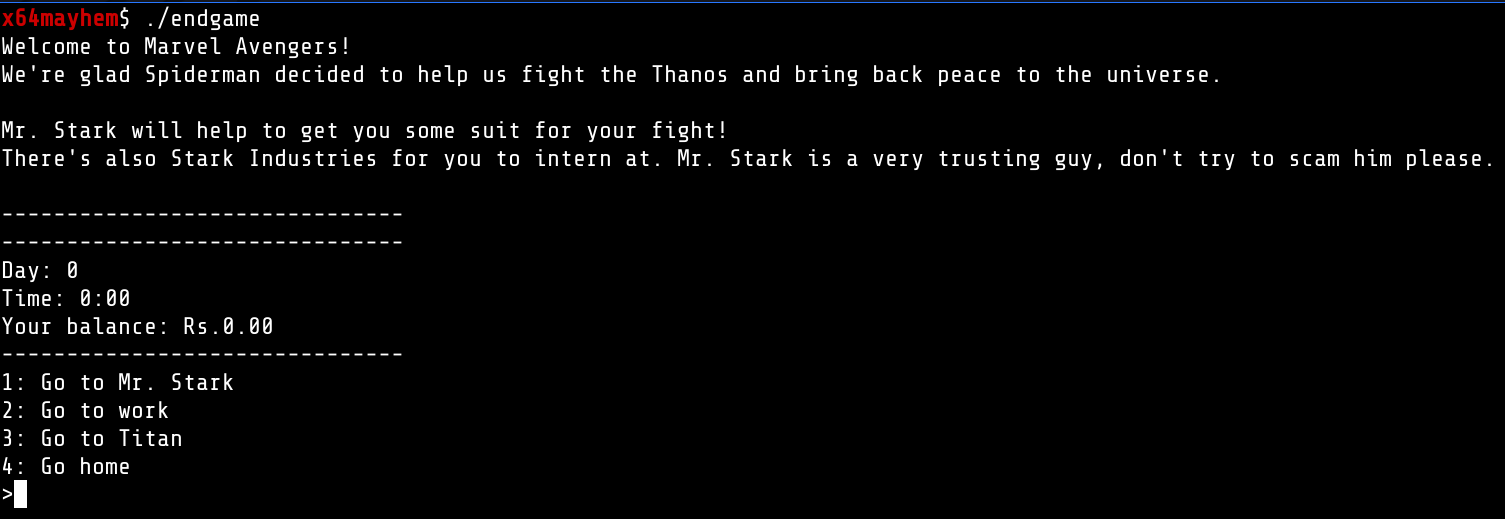 x64mayhem$ ./endgame
Welcome to Marvel Avengers!
We're glad Spiderman decided to help us fight the Thanos and bring back peace to the universe.
Mr. Stark will help to get you some suit for your fight!
There's also Stark Industries for you to intern at. Mr. Stark is a very trusting guy, don't try to scam him please.
-------------------------------
-------------------------------
Day: 0
Time: 0:00
Your balance: Rs.0.00
-------------------------------
1: Go to Mr. Stark
2: Go to work
3: Go to Titan
4: Go home
>